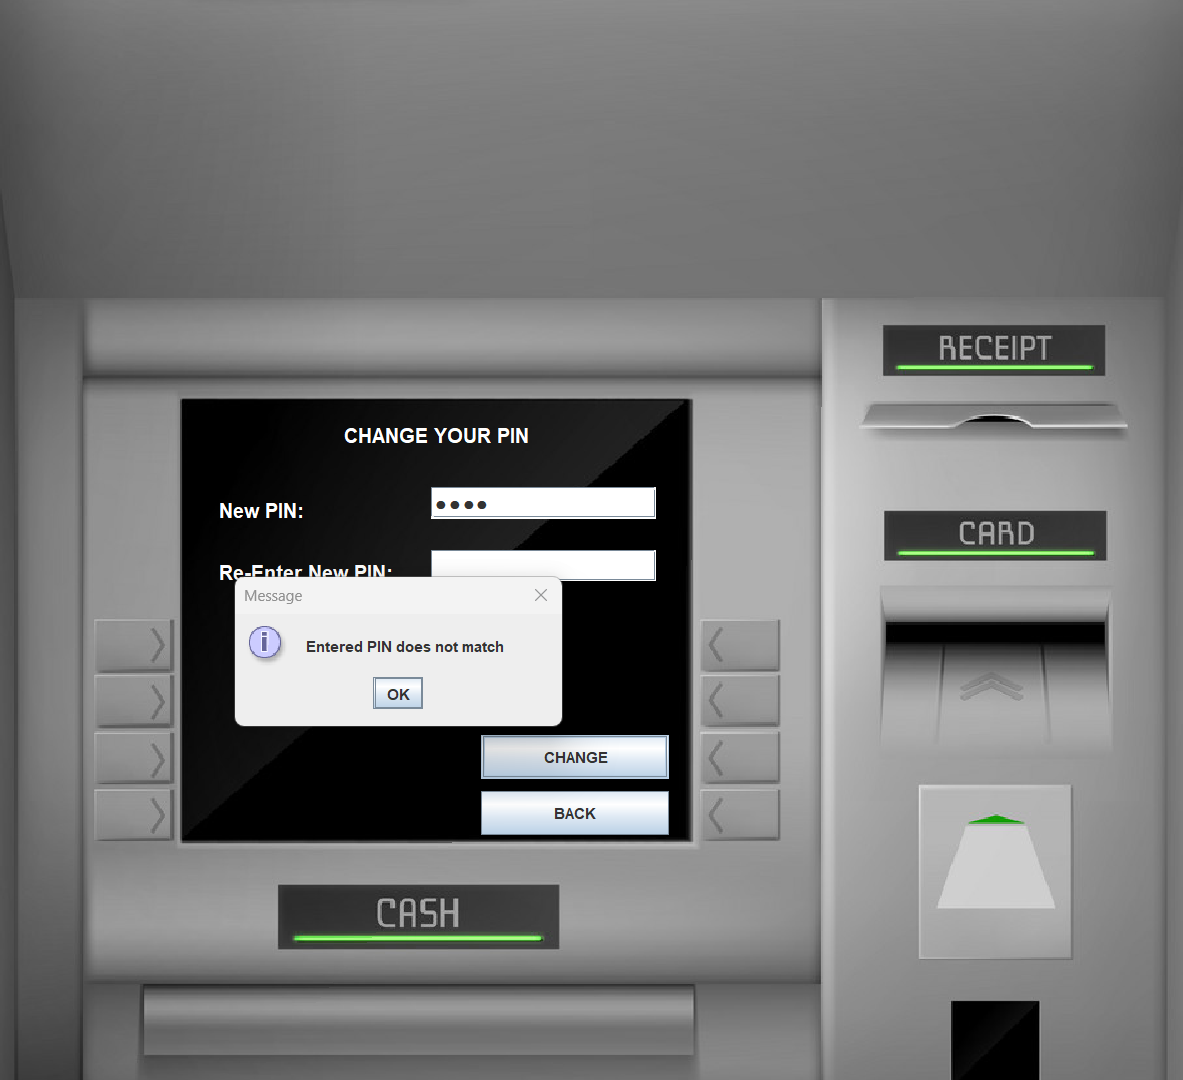 RECEIPT
CHANGE YOUR PIN
New PIN: ●●●●
CARD
Re-Enter New PIN:
Message
i
Entered PIN does not match
OK
CHANGE
BACK
CASH